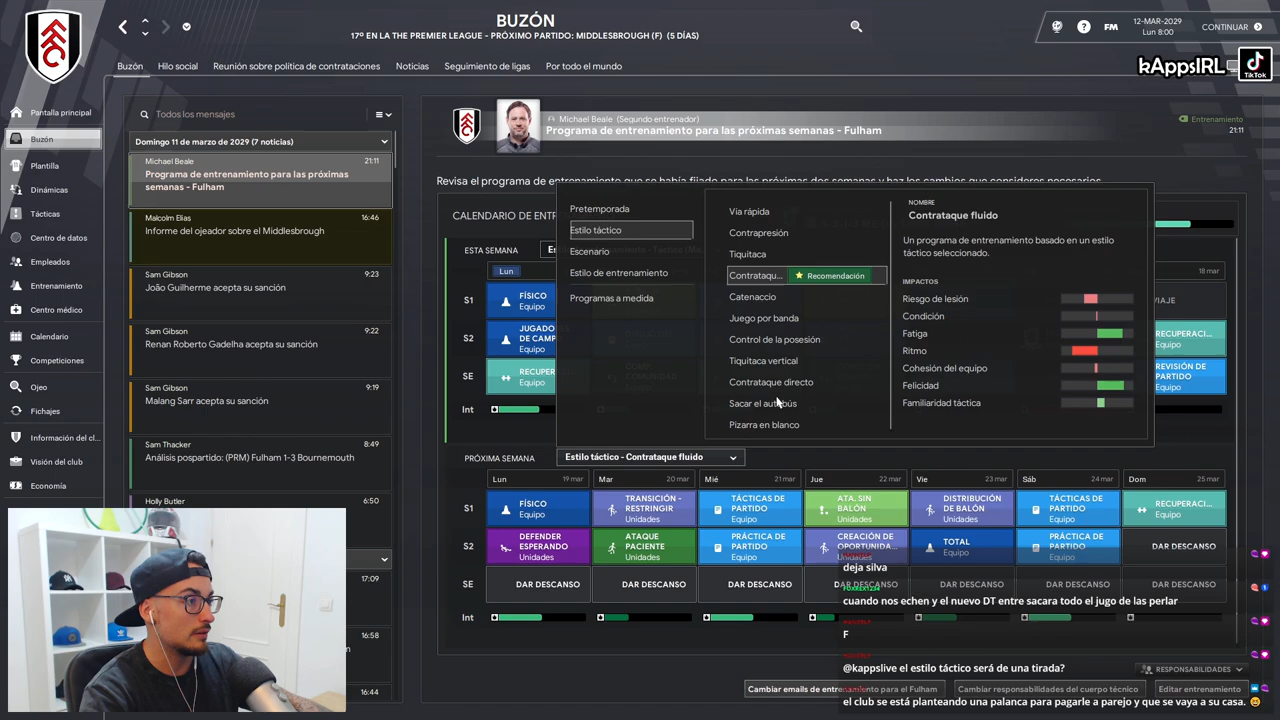 BUZÓN
17º EN LA THE PREMIER LEAGUE - PRÓXIMO PARTIDO: MIDDLESBROUGH (F) (5 DÍAS)
FM
12-MAR-2029
Lun 8:00
CONTINUAR
kAppsIRL
TikTok
Buzón
Hilo social
Reunión sobre política de contrataciones
Noticias
Seguimiento de ligas
Por todo el mundo
Pantalla principal
Buzón
Plantilla
Dinámicas
Tácticas
Centro de datos
Empleados
Entrenamiento
Centro médico
Calendario
Competiciones
Ojeo
Fichajes
Información del cl...
Visión del club
Economía
Todos los mensajes
Domingo 11 de marzo de 2029 (7 noticias)
Michael Beale 21:11
Programa de entrenamiento para las próximas
semanas - Fulham
Malcolm Elias 16:46
Informe del ojeador sobre el Middlesbrough
Sam Gibson 9:23
João Guilherme acepta su sanción
Sam Gibson 9:22
Renan Roberto Gadelha acepta su sanción
Sam Gibson 9:19
Malang Sarr acepta su sanción
Sam Thacker 8:49
Análisis pospartido: (PRM) Fulham 1-3 Bournemouth
Holly Butler 6:50
17:09
16:58
16:44
Michael Beale (Segundo entrenador)
Programa de entrenamiento para las próximas semanas - Fulham
Entrenamiento
21:11
Revisa el programa de entrenamiento que se había fijado para las próximas dos semanas y haz los cambios que consideres necesarios
CALENDARIO DE ENT
ESTA SEMANA
Lun
18 mar
S1
FÍSICO
Equipo
VIAJE
S2
JUGADO
DE CAMP
Equipo
RECUPERACI...
Equipo
SE
RECUPER
Equipo
REVISIÓN DE
PARTIDO
Equipo
Int
Pretemporada
Estilo táctico
Escenario
Estilo de entrenamiento
Programas a medida
Vía rápida
Contrapresión
Tiquitaca
Contrataqu... Recomendación
Catenaccio
Juego por banda
Control de la posesión
Tiquitaca vertical
Contrataque directo
Sacar el autobús
Pizarra en blanco
NOMBRE
Contrataque fluido
Un programa de entrenamiento basado en un estilo
táctico seleccionado.
IMPACTOS
Riesgo de lesión
Condición
Fatiga
Ritmo
Cohesión del equipo
Felicidad
Familiaridad táctica
PRÓXIMA SEMANA
Estilo táctico - Contrataque fluido
Lun 19 mar
Mar 20 mar
Mié 21 mar
Jue 22 mar
Vie 23 mar
Sáb 24 mar
Dom 25 mar
S1
FÍSICO
Equipo
TRANSICIÓN -
RESTRINGIR
Unidades
TÁCTICAS DE
PARTIDO
Equipo
ATA. SIN
BALÓN
Unidades
DISTRIBUCIÓN
DE BALÓN
Unidades
TÁCTICAS DE
PARTIDO
Equipo
RECUPERACI...
Equipo
S2
DEFENDER
ESPERANDO
Unidades
ATAQUE
PACIENTE
Unidades
PRÁCTICA DE
PARTIDO
Equipo
CREACIÓN DE
OPORTUNIDA...
Unidades
TOTAL
Equipo
PRÁCTICA DE
PARTIDO
Equipo
DAR DESCANSO
SE
DAR DESCANSO
DAR DESCANSO
DAR DESCANSO
DAR DESCANSO
DAR DESCANSO
DAR DESCANSO
DAR DESCANSO
Int
deja silva
cuando nos echen y el nuevo DT entre sacara todo el jugo de las perlar
F
@kappslive el estilo táctico será de una tirada?
el club se está planteando una palanca para pagarle a parejo y que se vaya a su casa.
RESPONSABILIDADES
Cambiar emails de entrenamiento para el Fulham
Cambiar responsabilidades del cuerpo técnico
Editar entrenamiento